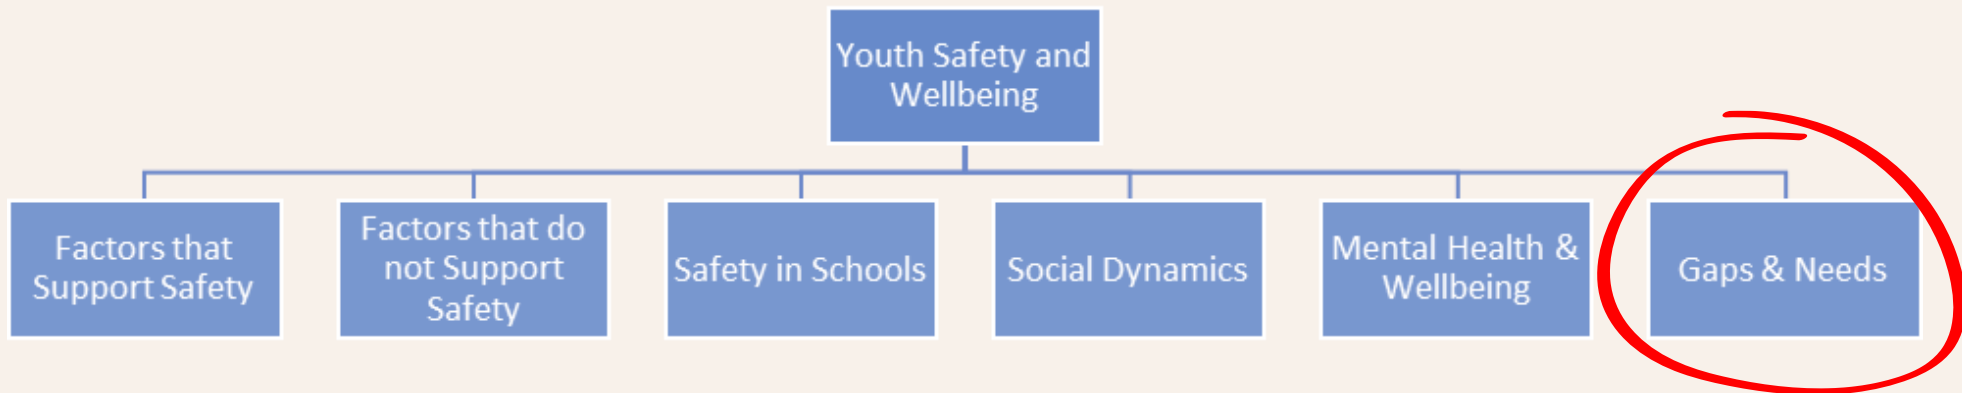 Youth Safety and
Wellbeing
Factors that
Support Safety
Factors that do
not Support
Safety
Safety in Schools
Social Dynamics
Mental Health &
Wellbeing
Gaps & Needs